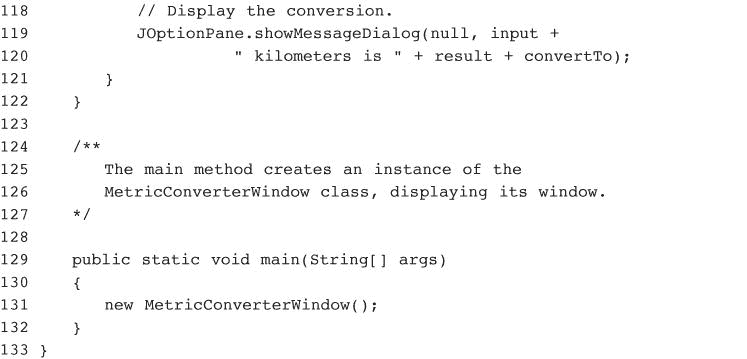 118 // Display the conversion.
119 JOptionPane.showMessageDialog(null, input +
120 " kilometers is " + result + convertTo);
121 }
122 }
123
124 /**
125 The main method creates an instance of the
126 MetricConverterWindow class, displaying its window.
127 */
128
129 public static void main(String[] args)
130 {
131 new MetricConverterWindow();
132 }
133 }